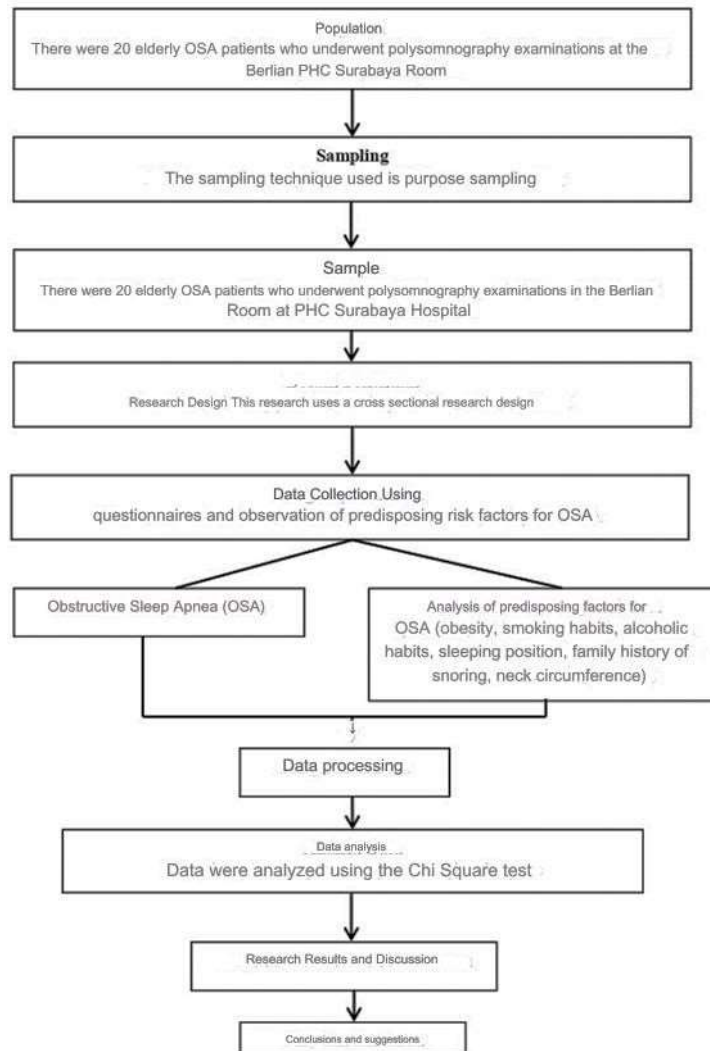 Population
There were 20 elderly OSA patients who underwent polysomnography examinations at the
Berlian PHC Surabaya Room
Sampling
The sampling technique used is purpose sampling
Sample
There were 20 elderly OSA patients who underwent polysomnography examinations in the Berlian
Room at PHC Surabaya Hospital
Research Design This research uses a cross sectional research design
Data Collection Using
questionnaires and observation of predisposing risk factors for OSA
Obstructive Sleep Apnea (OSA)
Analysis of predisposing factors for
OSA (obesity, smoking habits, alcoholic
habits, sleeping position, family history of
snoring, neck circumference)
Data processing
Data analysis
Data were analyzed using the Chi Square test
Research Results and Discussion
Conclusions and suggestions